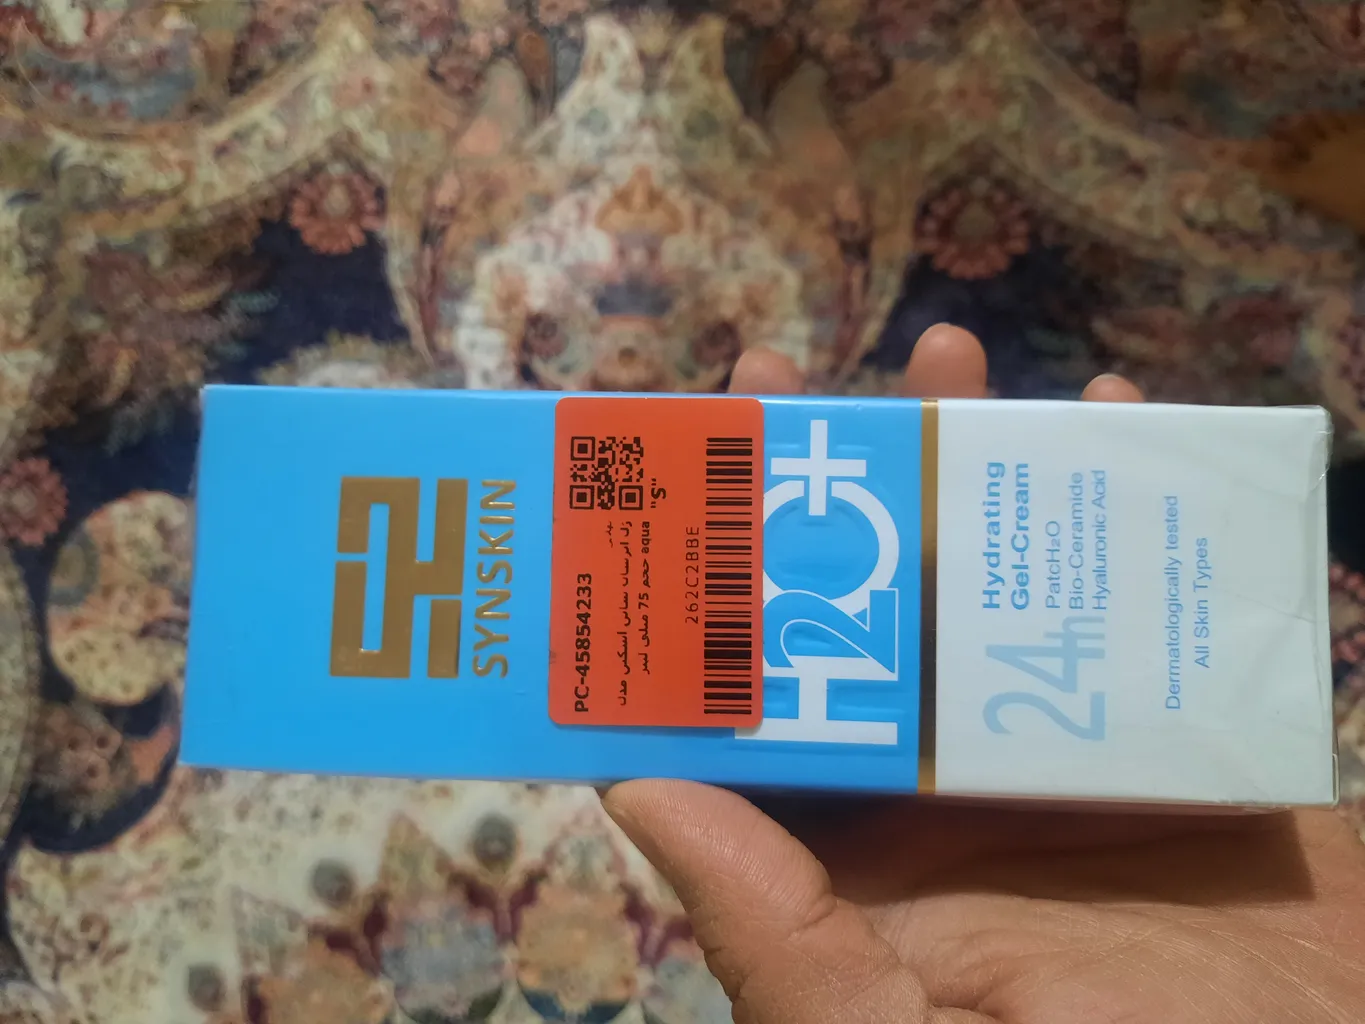 SYNSKIN
PC-45854233
ژل آبرسان ساین اسکین مدل
aqua حجم 75 میلی لیتر
"S"
262C2BBE
H2O+
24h
Hydrating
Gel-Cream
PatcH2O
Bio-Ceramide
Hyaluronic Acid
Dermatologically tested
All Skin Types